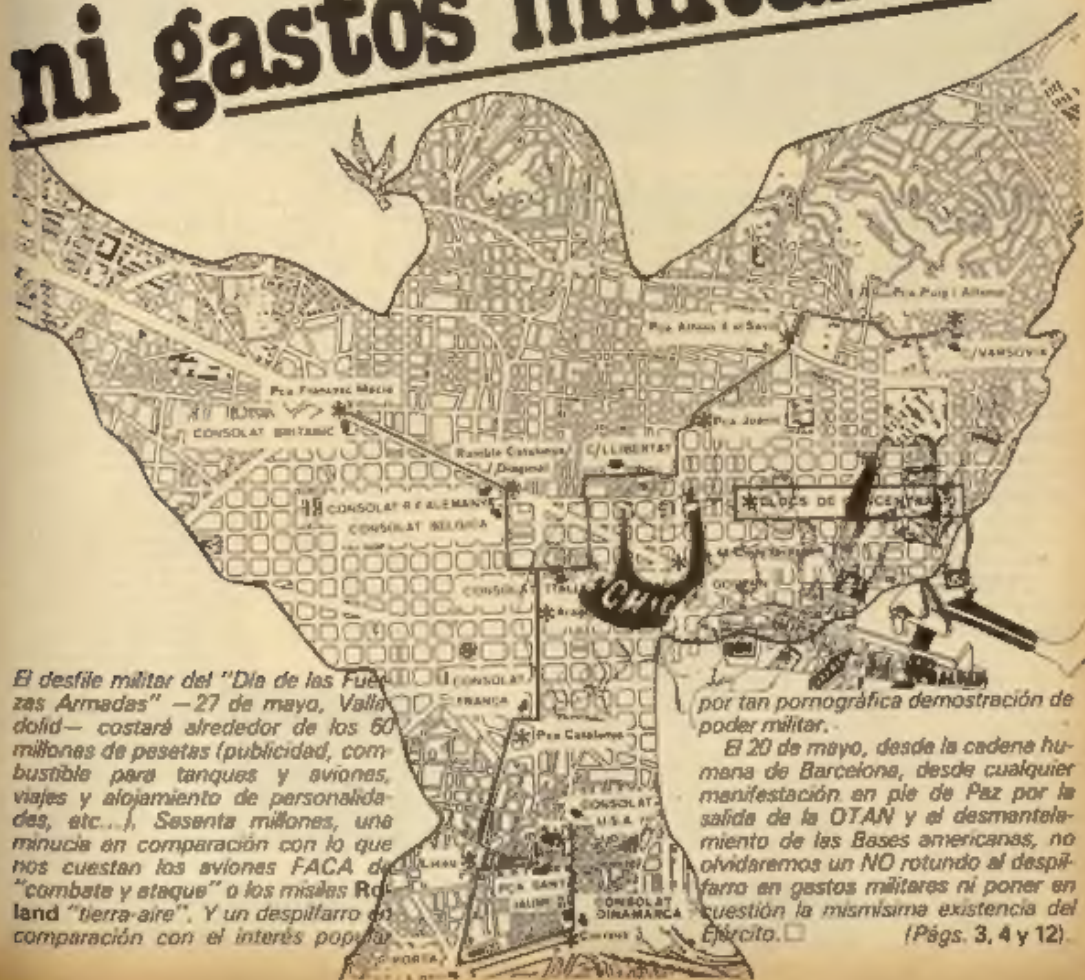 ni gastos
Pça Francesc Macià
CONSOLAT BRITANIC
Rambla Catalunya
/Diagonal
C/LLIBERTAT
CONSOLAT R F ALEMANYA
CONSOLAT BELGICA
Pça Alfons X el Savi
C/VARSOVIA
CONSOLAT
FRANÇA
Pça Catalunya
CONSOLAT
U.S.A.
PÇA SANT
JAUME
CONSOLAT
DINAMARCA
El desfile militar del "Día de las Fuer-
zas Armadas" —27 de mayo, Valla-
dolid— costará alrededor de los 60
millones de pesetas (publicidad, com-
bustible para tanques y aviones,
viajes y alojamiento de personalida-
des, etc...). Sesenta millones, una
minucia en comparación con lo que
nos cuestan los aviones FACA de
"combate y ataque" o los misiles Ro-
land "tierra-aire". Y un despilfarro en
comparación con el interés popular
por tan pornográfica demostración de
poder militar.
El 20 de mayo, desde la cadena hu-
mana de Barcelona, desde cualquier
manifestación en pie de Paz por la
salida de la OTAN y el desmantela-
miento de las Bases americanas, no
olvidaremos un NO rotundo al despil-
farro en gastos militares ni poner en
cuestión la mismísima existencia del
Ejército.□
(Págs. 3, 4 y 12).